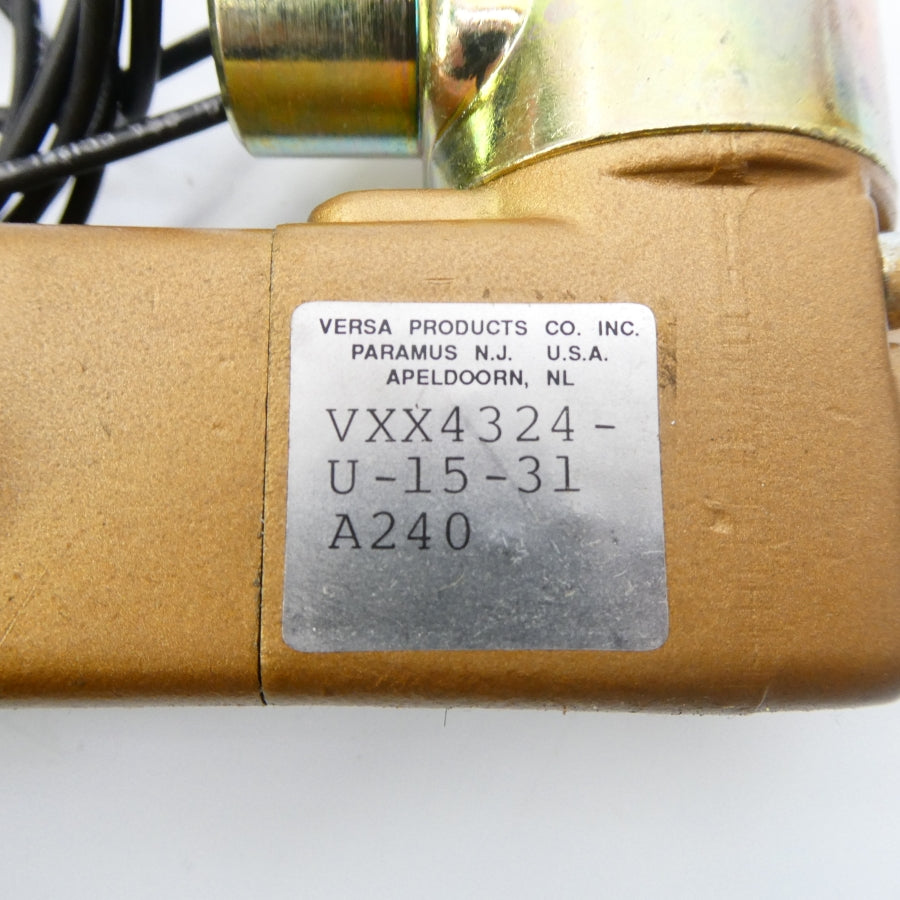 VERSA PRODUCTS CO. INC.
PARAMUS N.J. U.S.A.
APELDOORN, NL
VXX4324-
U-15-31
A240